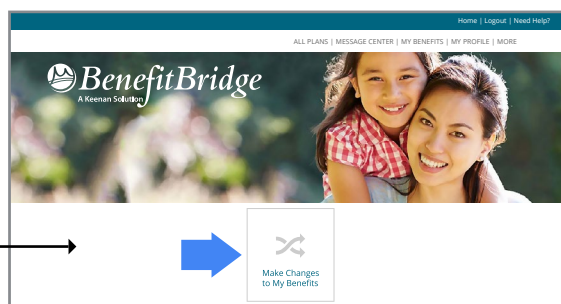 Home | Logout | Need Help?
ALL PLANS | MESSAGE CENTER | MY BENEFITS | MY PROFILE | MORE
BenefitBridge
A Keenan Solution
Make Changes
to My Benefits